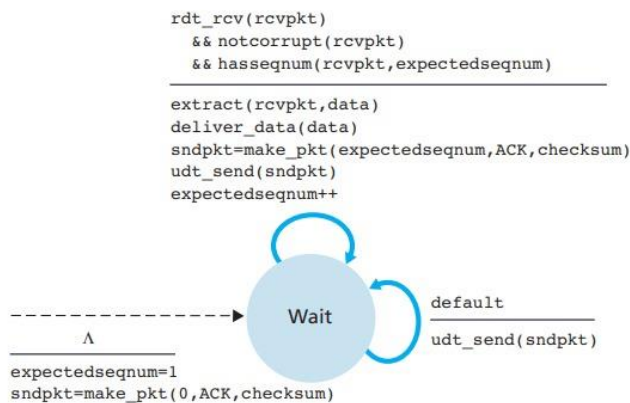 rdt_rcv(rcvpkt)
&& notcorrupt(rcvpkt)
&& hasseqnum(rcvpkt,expectedseqnum)
extract(rcvpkt,data)
deliver_data(data)
sndpkt=make_pkt(expectedseqnum,ACK,checksum)
udt_send(sndpkt)
expectedseqnum++
Wait
default
udt_send(sndpkt)
Λ
expectedseqnum=1
sndpkt=make_pkt(0,ACK,checksum)